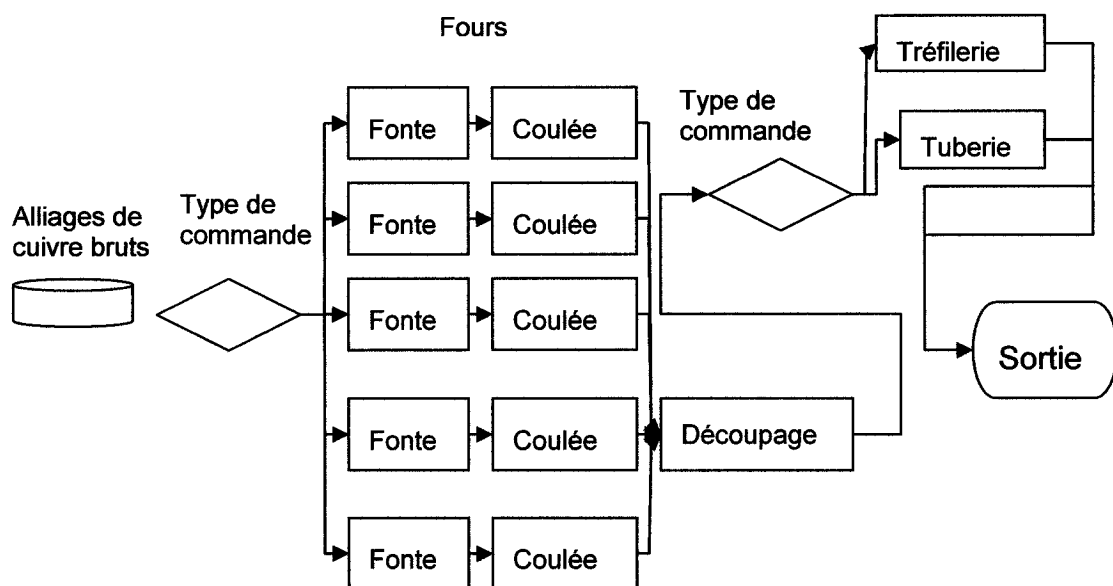 Fours
Tréfilerie
Type de
commande
Fonte
Coulée
Tuberie
Fonte
Coulée
Alliages de
cuivre bruts
Type de
commande
Fonte
Coulée
Sortie
Fonte
Coulée
Découpage
Fonte
Coulée